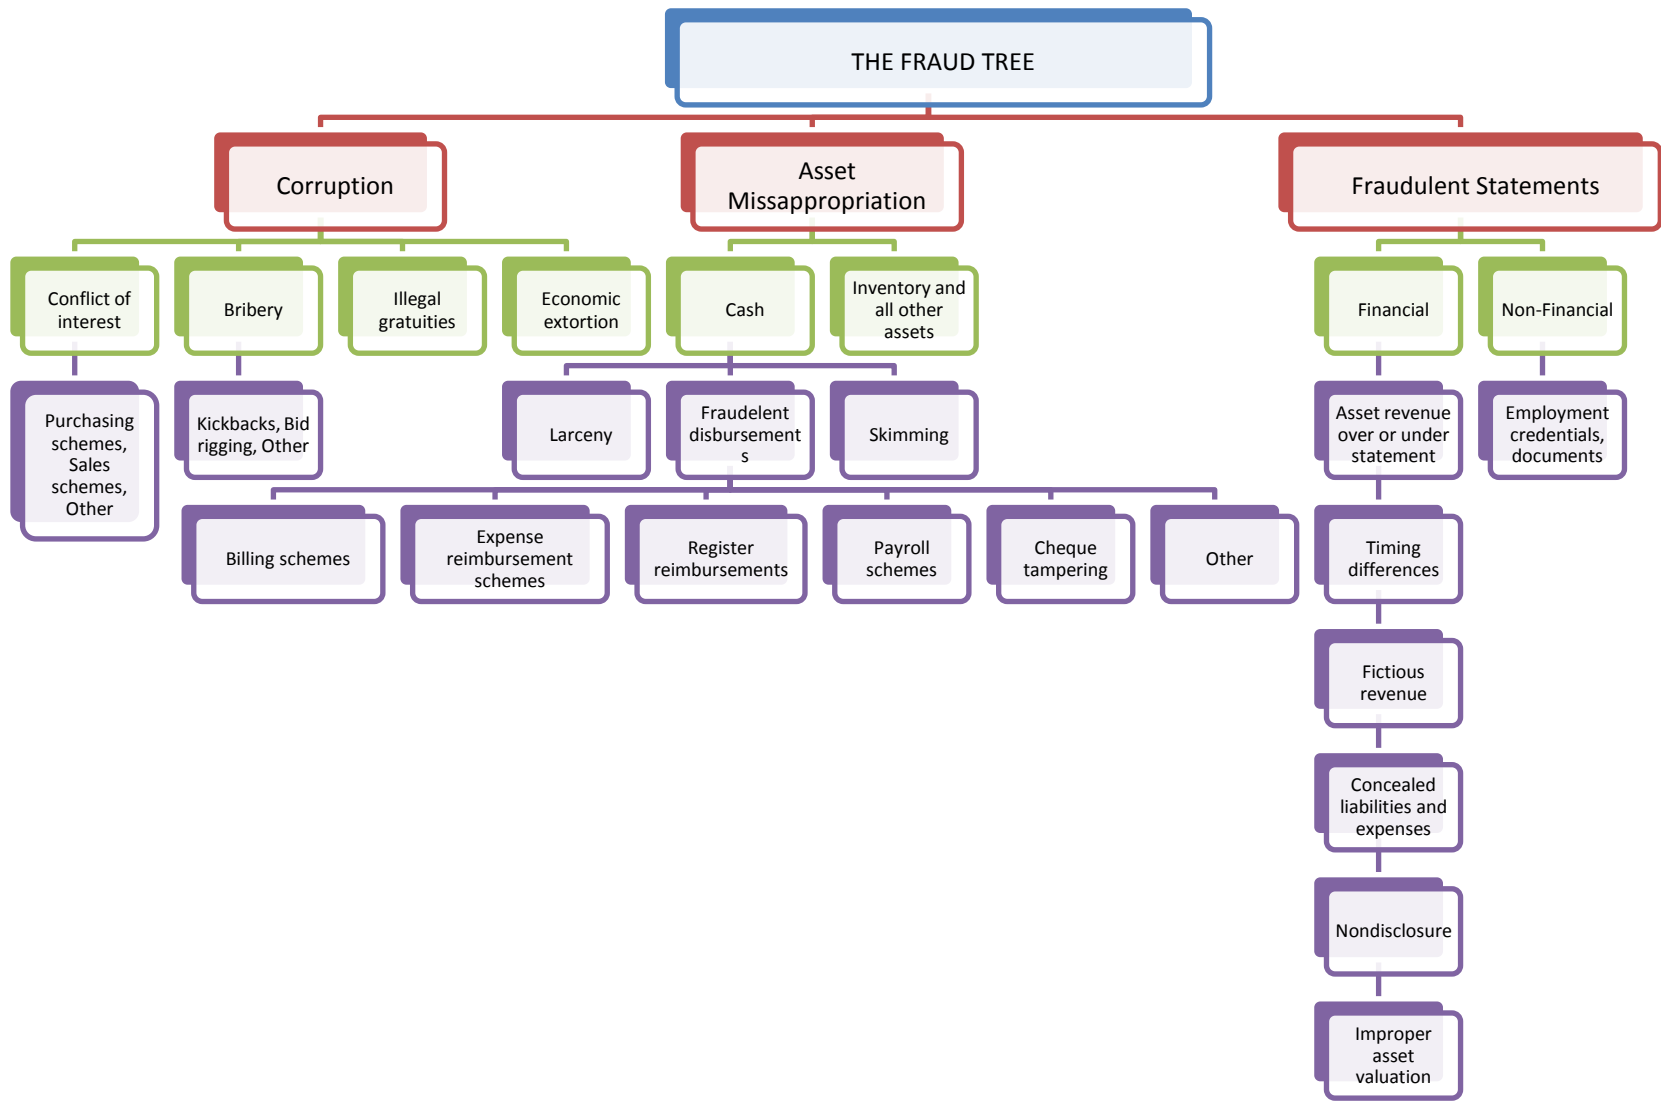 THE FRAUD TREE
Corruption
Asset
Missappropriation
Fraudulent Statements
Conflict of
interest
Bribery
Illegal
gratuities
Economic
extortion
Cash
Inventory and
all other
assets
Financial
Non-Financial
Purchasing
schemes,
Sales
schemes,
Other
Kickbacks, Bid
rigging, Other
Larceny
Fraudelent
disbursement
s
Skimming
Asset revenue
over or under
statement
Employment
credentials,
documents
Billing schemes
Expense
reimbursement
schemes
Register
reimbursements
Payroll
schemes
Cheque
tampering
Other
Timing
differences
Fictious
revenue
Concealed
liabilities and
expenses
Nondisclosure
Improper
asset
valuation